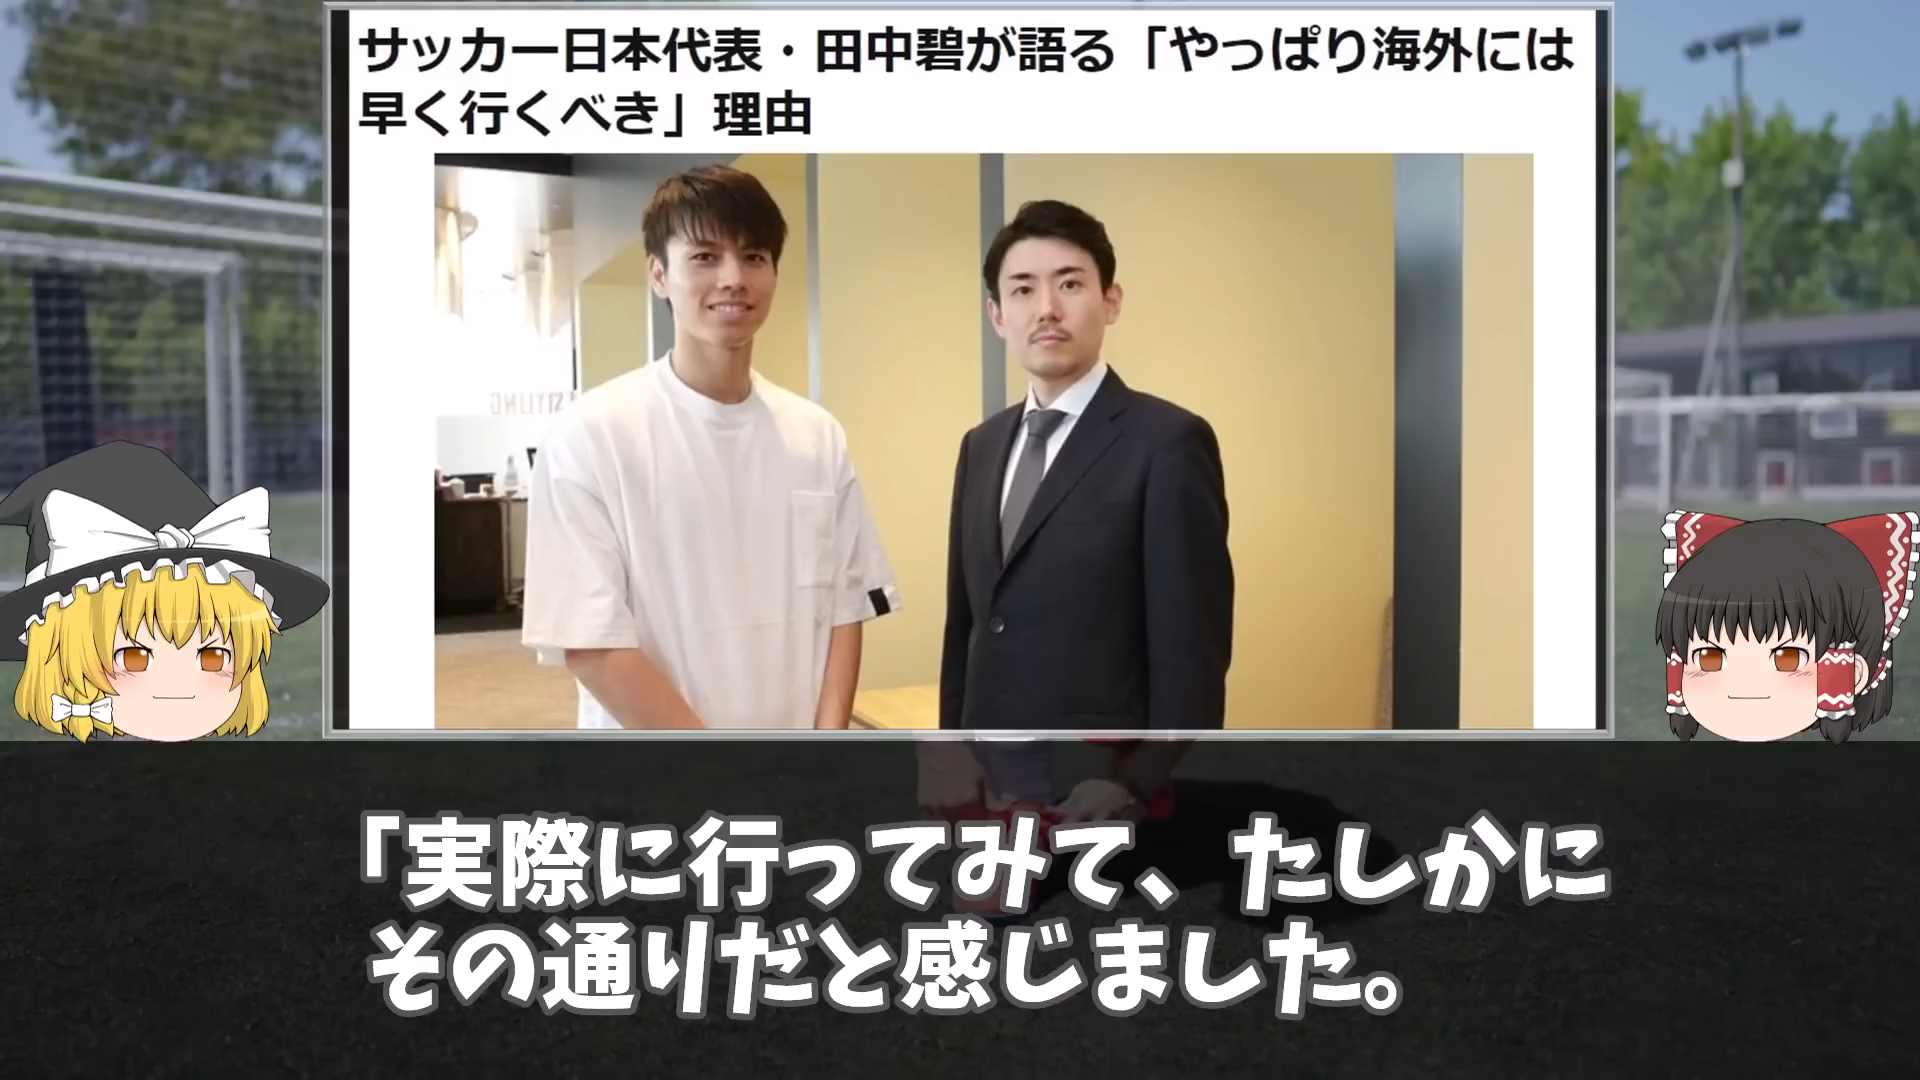 サッカー日本代表・田中碧が語る「やっぱり海外には
早く行くべき」理由
「実際に行ってみて、たしかに
その通りだと感じました。